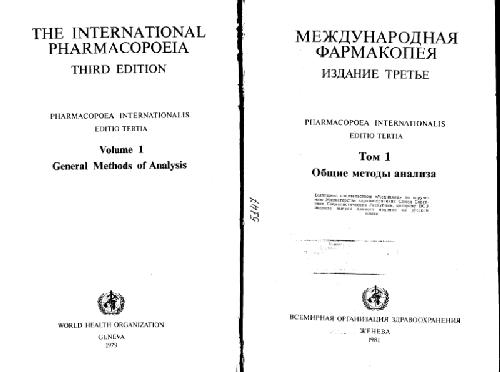 THE INTERNATIONAL
PHARMACOPOEIA
THIRD EDITION
PHARMACOPOEA INTERNATIONALIS
EDITIO TERTIA
Volume 1
General Methods of Analysis
WORLD HEALTH ORGANIZATION
GENEVA
1979
5147
МЕЖДУНАРОДНАЯ
ФАРМАКОПЕЯ
ИЗДАНИЕ ТРЕТЬЕ
PHARMACOPOEA INTERNATIONALIS
EDITIO TERTIA
Том 1
Общие методы анализа
ВСЕМИРНАЯ ОРГАНИЗАЦИЯ ЗДРАВООХРАНЕНИЯ
ЖЕНЕВА
1981